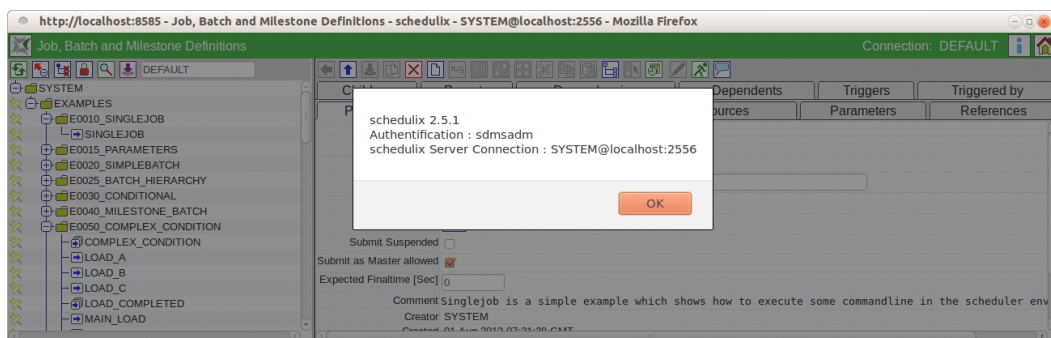 http://localhost:8585 - Job, Batch and Milestone Definitions - schedulix - SYSTEM@localhost:2556 - Mozilla Firefox
Job, Batch and Milestone Definitions
Connection: DEFAULT
DEFAULT
SYSTEM
EXAMPLES
E0010_SINGLEJOB
SINGLEJOB
E0015_PARAMETERS
E0020_SIMPLEBATCH
E0025_BATCH_HIERARCHY
E0030_CONDITIONAL
E0040_MILESTONE_BATCH
E0050_COMPLEX_CONDITION
COMPLEX_CONDITION
LOAD_A
LOAD_B
LOAD_C
LOAD_COMPLETED
MAIN_LOAD
Dependents Triggers Triggered by
Parameters References
schedulix 2.5.1
Authentification : sdmsadm
schedulix Server Connection : SYSTEM@localhost:2556
OK
Submit Suspended
Submit as Master allowed
Expected Finaltime [Sec] 0
Comment Singlejob is a simple example which shows how to execute some commandline in the scheduler env
Creator SYSTEM